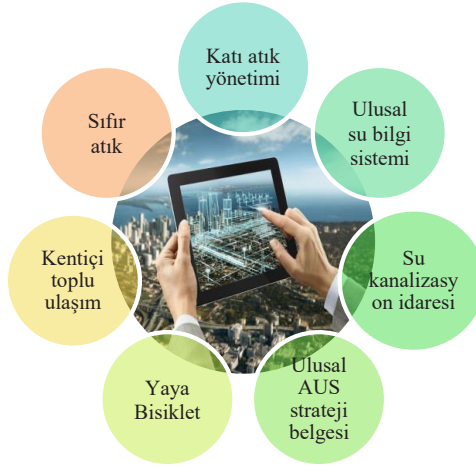 Katı atık
yönetimi
Ulusal
su bilgi
sistemi
Su
kanalizasy
on idaresi
Ulusal
AUS
strateji
belgesi
Yaya
Bisiklet
Kentiçi
toplu
ulaşım
Sıfır
atık